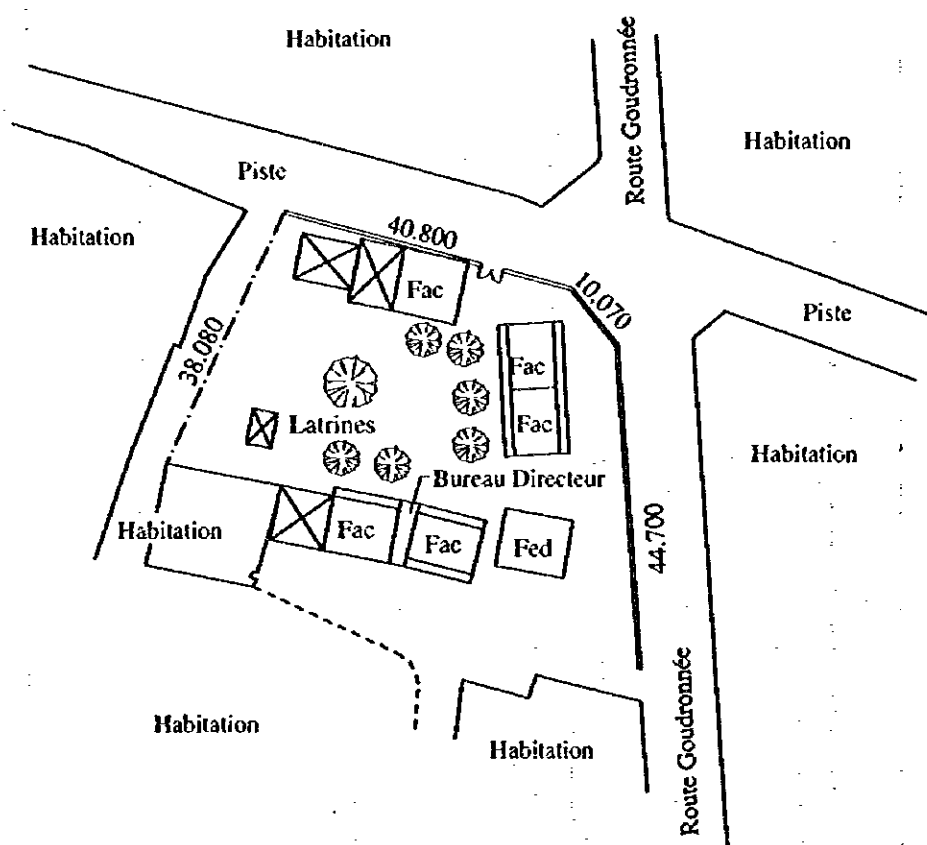 Habitation
Route Goudronnée
Habitation
Piste
Habitation
40.800
Fac
10.070
Piste
38.080
Fac
Fac
Latrines
Habitation
Bureau Directeur
Habitation
Fac
Fac
Fed
44.700
Habitation
Habitation
Route Goudronnée